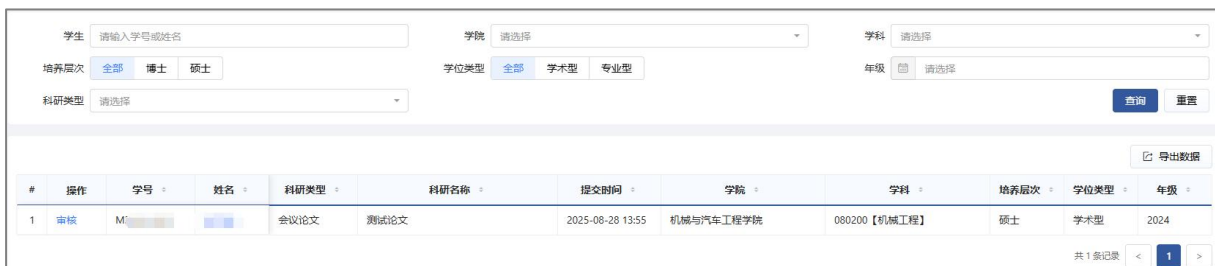 学生 请输入学号或姓名 学院 请选择 学科 请选择
培养层次 全部 博士 硕士 学位类型 全部 学术型 专业型 年级 请选择
科研类型 请选择 查询 重置
导出数据
# 操作 学号 姓名 科研类型 科研名称 提交时间 学院 学科 培养层次 学位类型 年级
1 审核 会议论文 测试论文 2025-08-28 13:55 机械与汽车工程学院 080200【机械工程】 硕士 学术型 2024
共 1 条记录 < 1 >